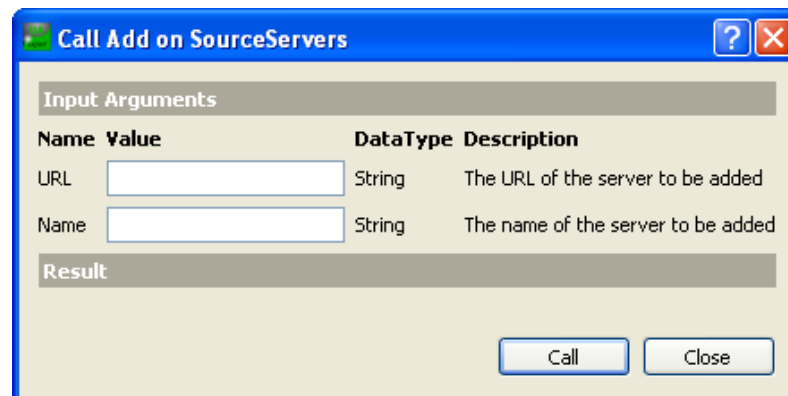 Call Add on SourceServers
Input Arguments
Name Value DataType Description
URL String The URL of the server to be added
Name String The name of the server to be added
Result
Call Close